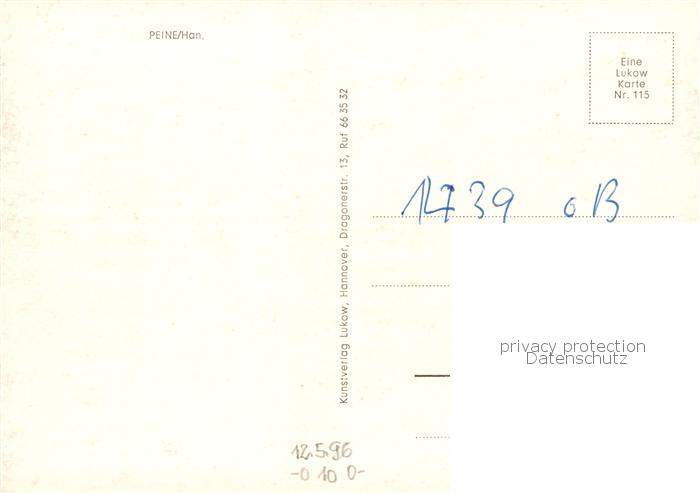 PEINE/Han.
Eine
Lukow
Karte
Nr. 115
Kunstverlag Lukow, Hannover, Dragonerstr. 13, Ruf 66 35 32
1739 oB
privacy protection
Datenschutz
12.5.96
-0 10 0-